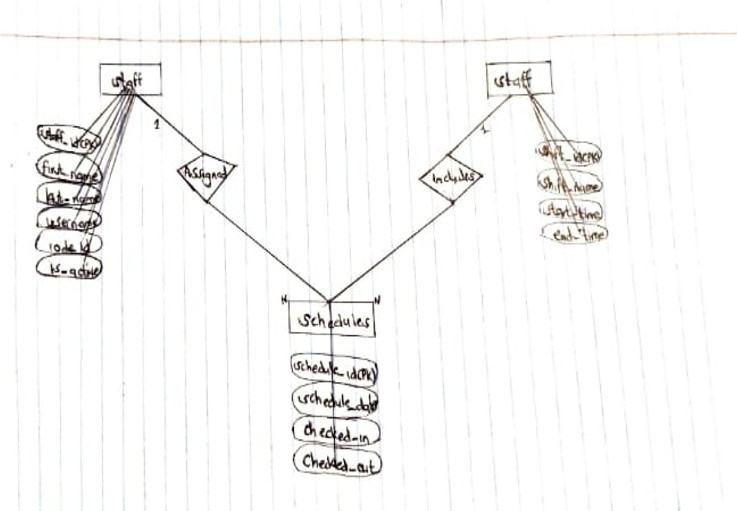 staff
staff
1
1
staff_id(PK)
first_name
last_name
username
code_id
is_active
Assigned
includes
shift_id(PK)
shift_name
start_time
end_time
N
N
schedules
schedule_id(PK)
schedule_date
checked_in
Checked_out